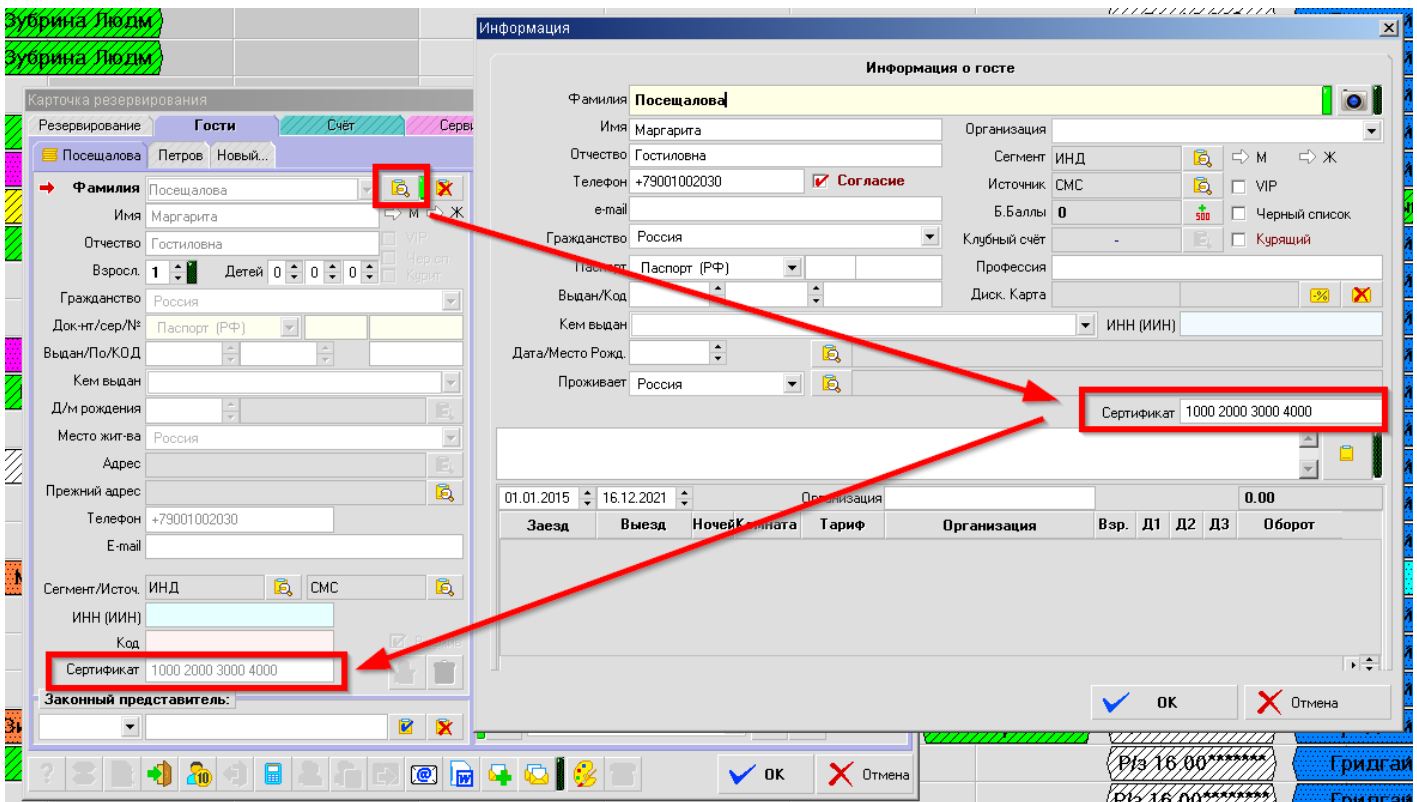 Зубрина Людм
Зубрина Людм
Карточка резервирования
Резервирование Гости Счёт
Посещалова Петров Новый...
Фамилия Посещалова
Имя Маргарита М Ж
Отчество Гостиловна VIP
Взросл. 1 Детей 0 0 0 Курит
Гражданство Россия
Док-нт/сер/№ Паспорт (РФ)
Выдан/По/КОД
Кем выдан
Д/м рождения
Место жит-ва Россия
Адрес
Прежний адрес
Телефон +79001002030
E-mail
Сегмент/Источ. ИНД СМС
ИНН (ИИН)
Код
Сертификат 1000 2000 3000 4000
Законный представитель:
10
OK Отмена
Информация
Информация о госте
Фамилия Посещалова
Имя Маргарита Организация
Отчество Гостиловна Сегмент ИНД М Ж
Телефон +79001002030 Согласие Источник СМС VIP
e-mail Б.Баллы 0 500 Черный список
Гражданство Россия Клубный счёт - Курящий
Паспорт Паспорт (РФ) Профессия
Выдан/Код Диск. Карта -%
Кем выдан ИНН (ИИН)
Дата/Место Рожд.
Проживает Россия
Сертификат 1000 2000 3000 4000
01.01.2015 16.12.2021 Организация 0.00
Заезд Выезд Ночей Комната Тариф Организация Взр. Д1 Д2 Д3 Оборот
OK Отмена
Р/з 16.00*******
Р/з 16.00*******